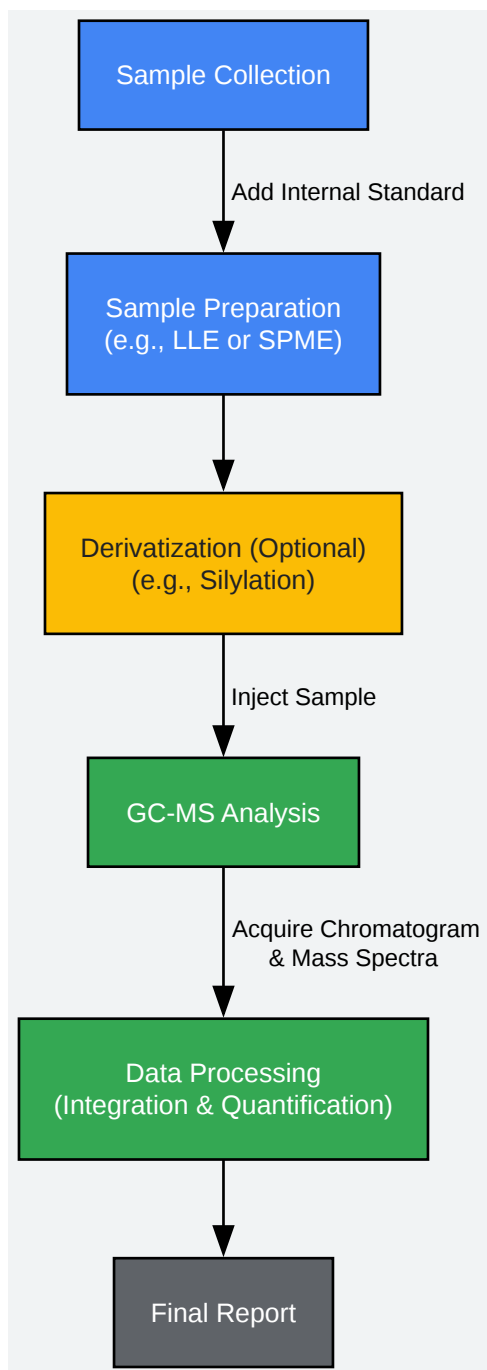 Sample Collection
Add Internal Standard
Sample Preparation
(e.g., LLE or SPME)
Derivatization (Optional)
(e.g., Silylation)
Inject Sample
GC-MS Analysis
Acquire Chromatogram
& Mass Spectra
Data Processing
(Integration & Quantification)
Final Report